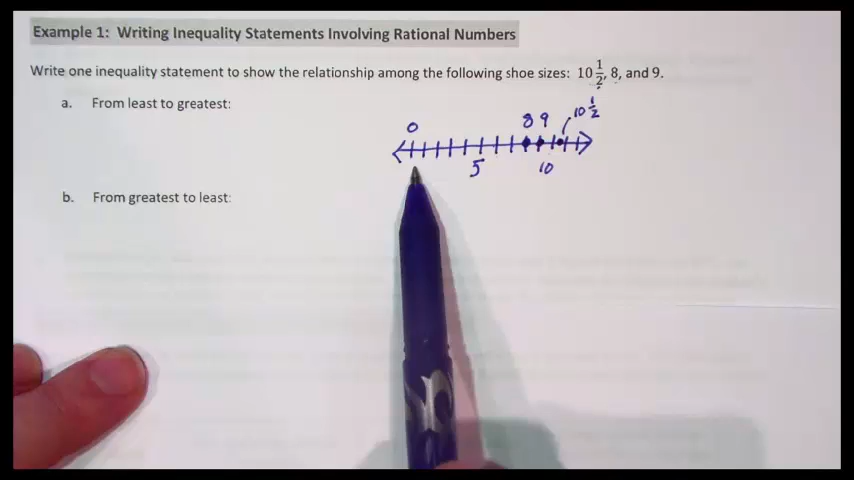 Example 1: Writing Inequality Statements Involving Rational Numbers
Write one inequality statement to show the relationship among the following shoe sizes: 10 1/2, 8, and 9.
a. From least to greatest:
0 8 9 10 1/2
5 10
b. From greatest to least: